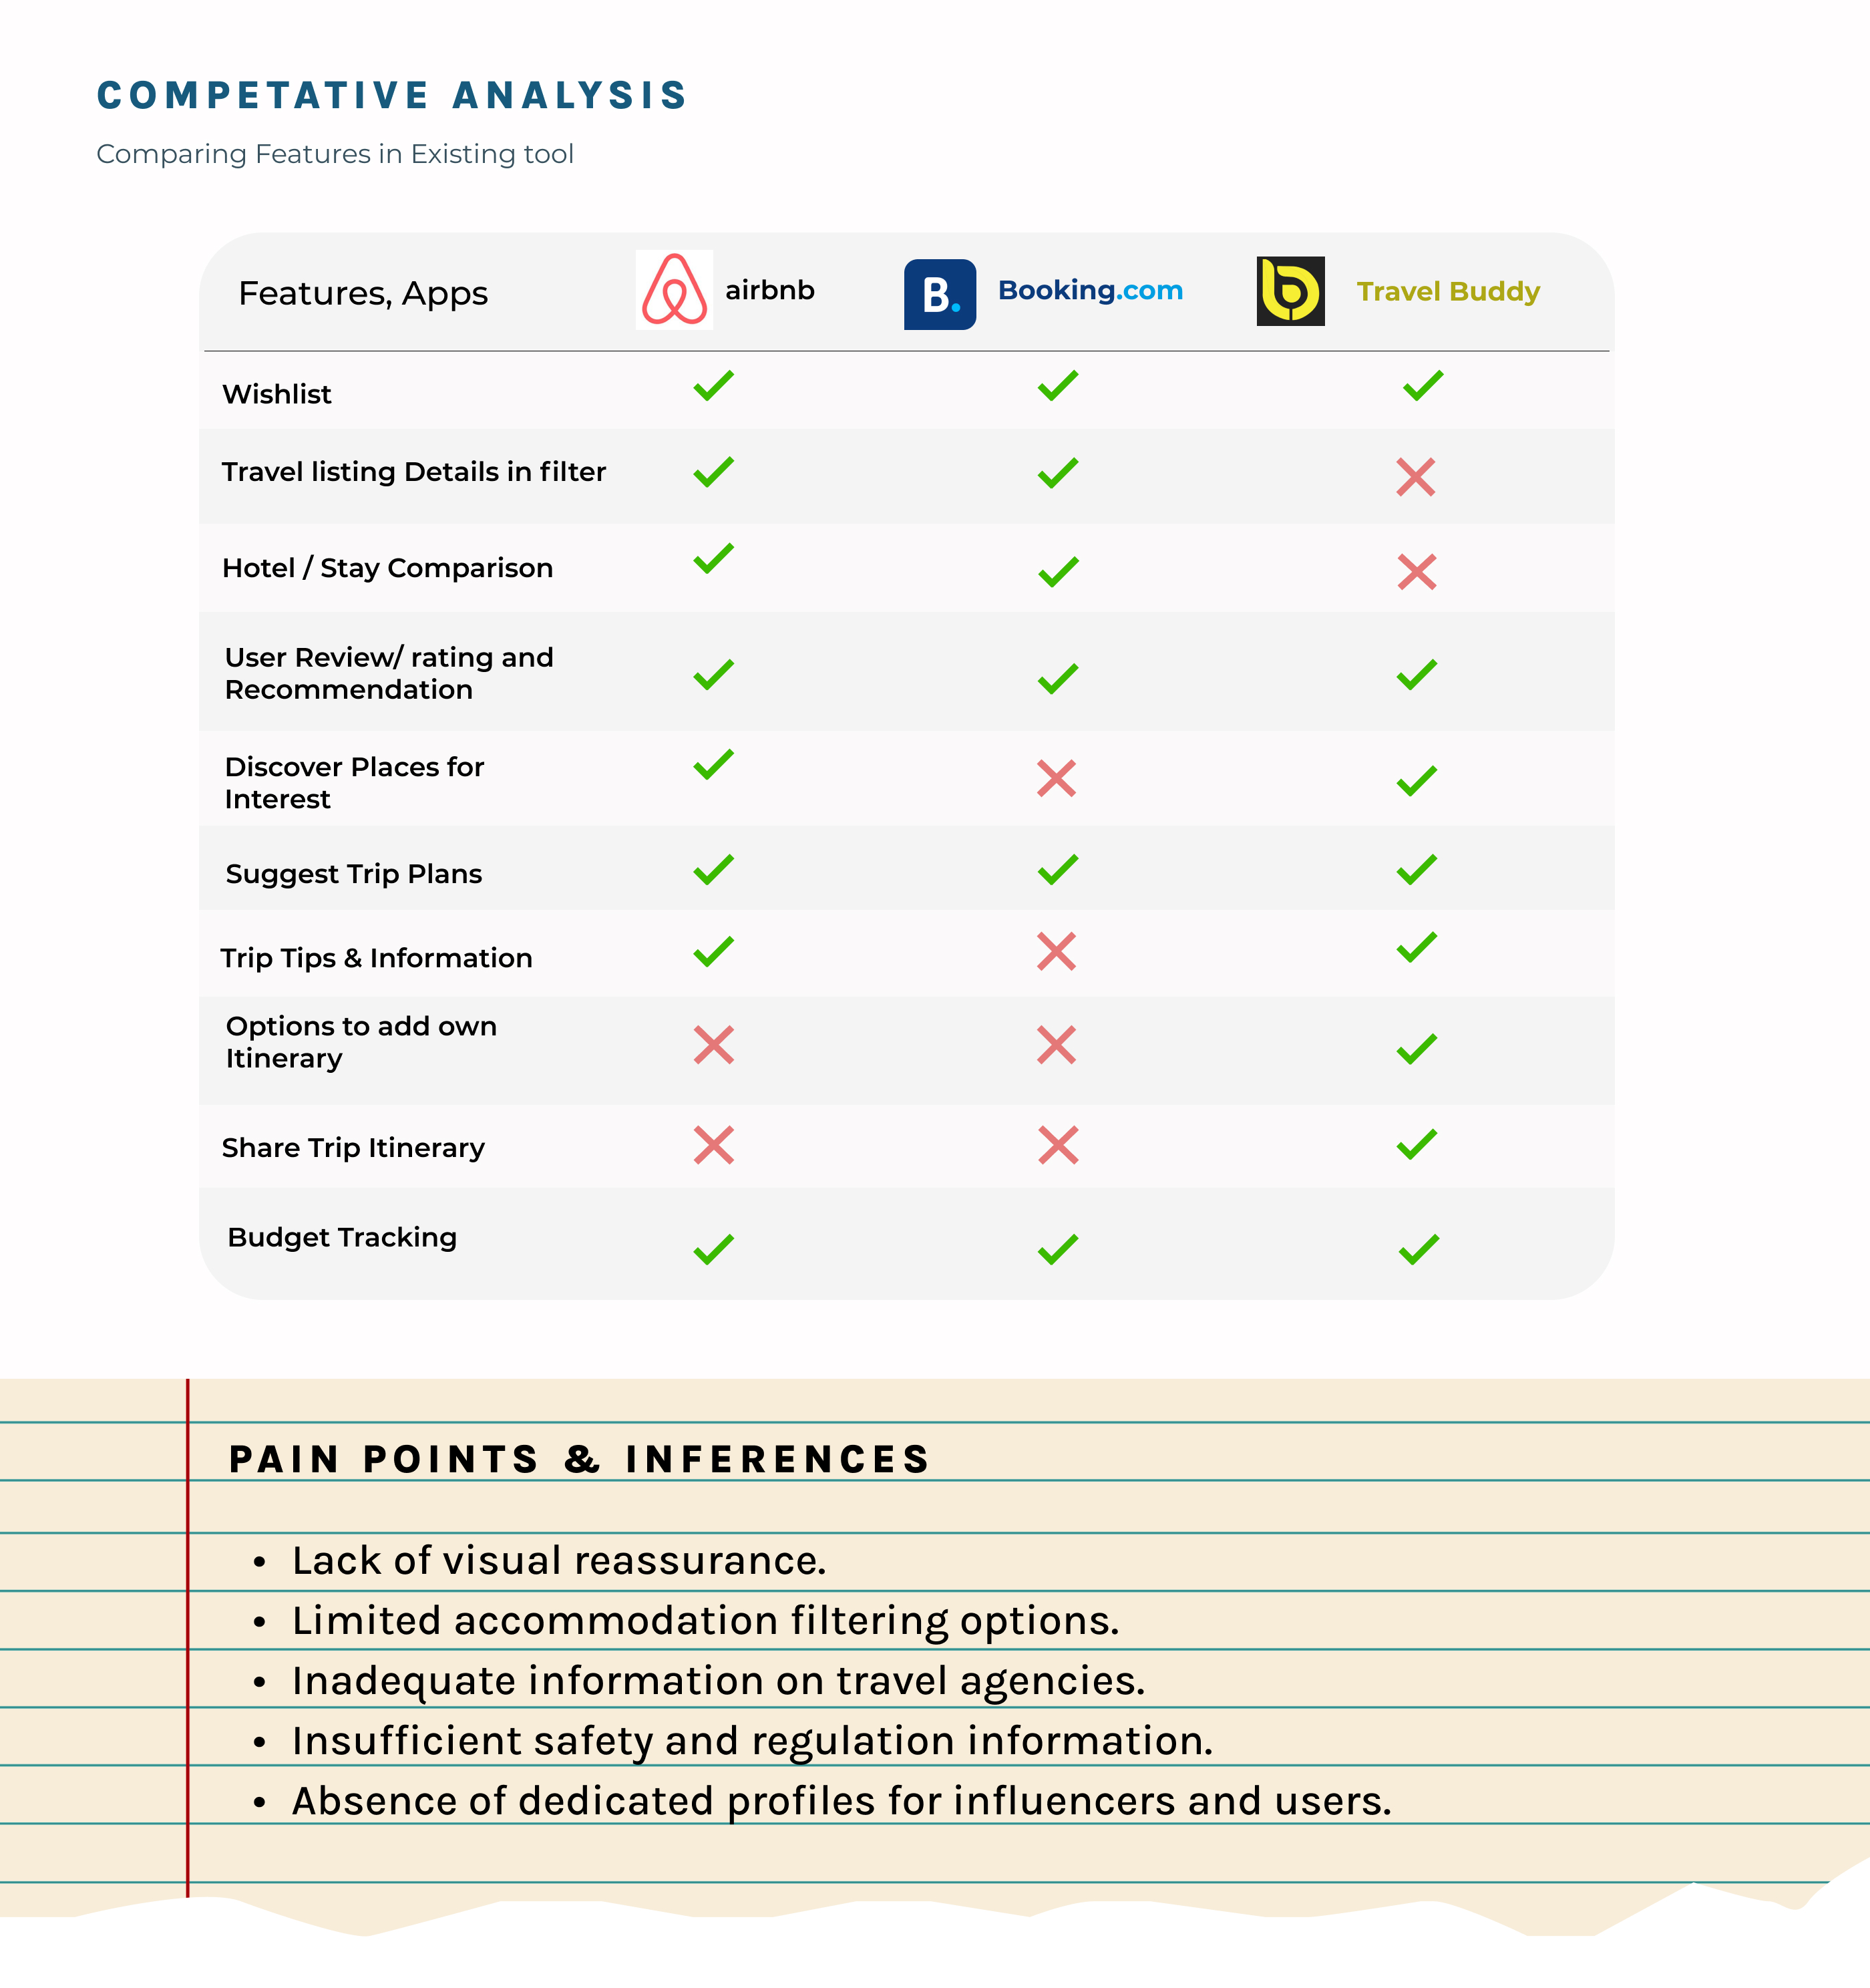 COMPETATIVE ANALYSIS
Comparing Features in Existing tool
Features, Apps airbnb B. Booking.com Travel Buddy
Wishlist
Travel listing Details in filter
Hotel / Stay Comparison
User Review/ rating and
Recommendation
Discover Places for
Interest
Suggest Trip Plans
Trip Tips & Information
Options to add own
Itinerary
Share Trip Itinerary
Budget Tracking
PAIN POINTS & INFERENCES
• Lack of visual reassurance.
• Limited accommodation filtering options.
• Inadequate information on travel agencies.
• Insufficient safety and regulation information.
• Absence of dedicated profiles for influencers and users.